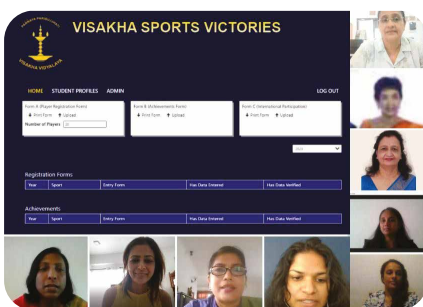 VISAKHA SPORTS VICTORIES
VISAKHA VIDYALAYA
HOME STUDENT PROFILES ADMIN LOG OUT
Form A (Player Registration Form)
Print Form Upload
Number of Players
Form B (Achievements Form)
Print Form Upload
Form C (International Participation)
Print Form Upload
Registration Forms
Year Sport Entry Form Has Data Entered Has Data Verified
Achievements
Year Sport Entry Form Has Data Entered Has Data Verified